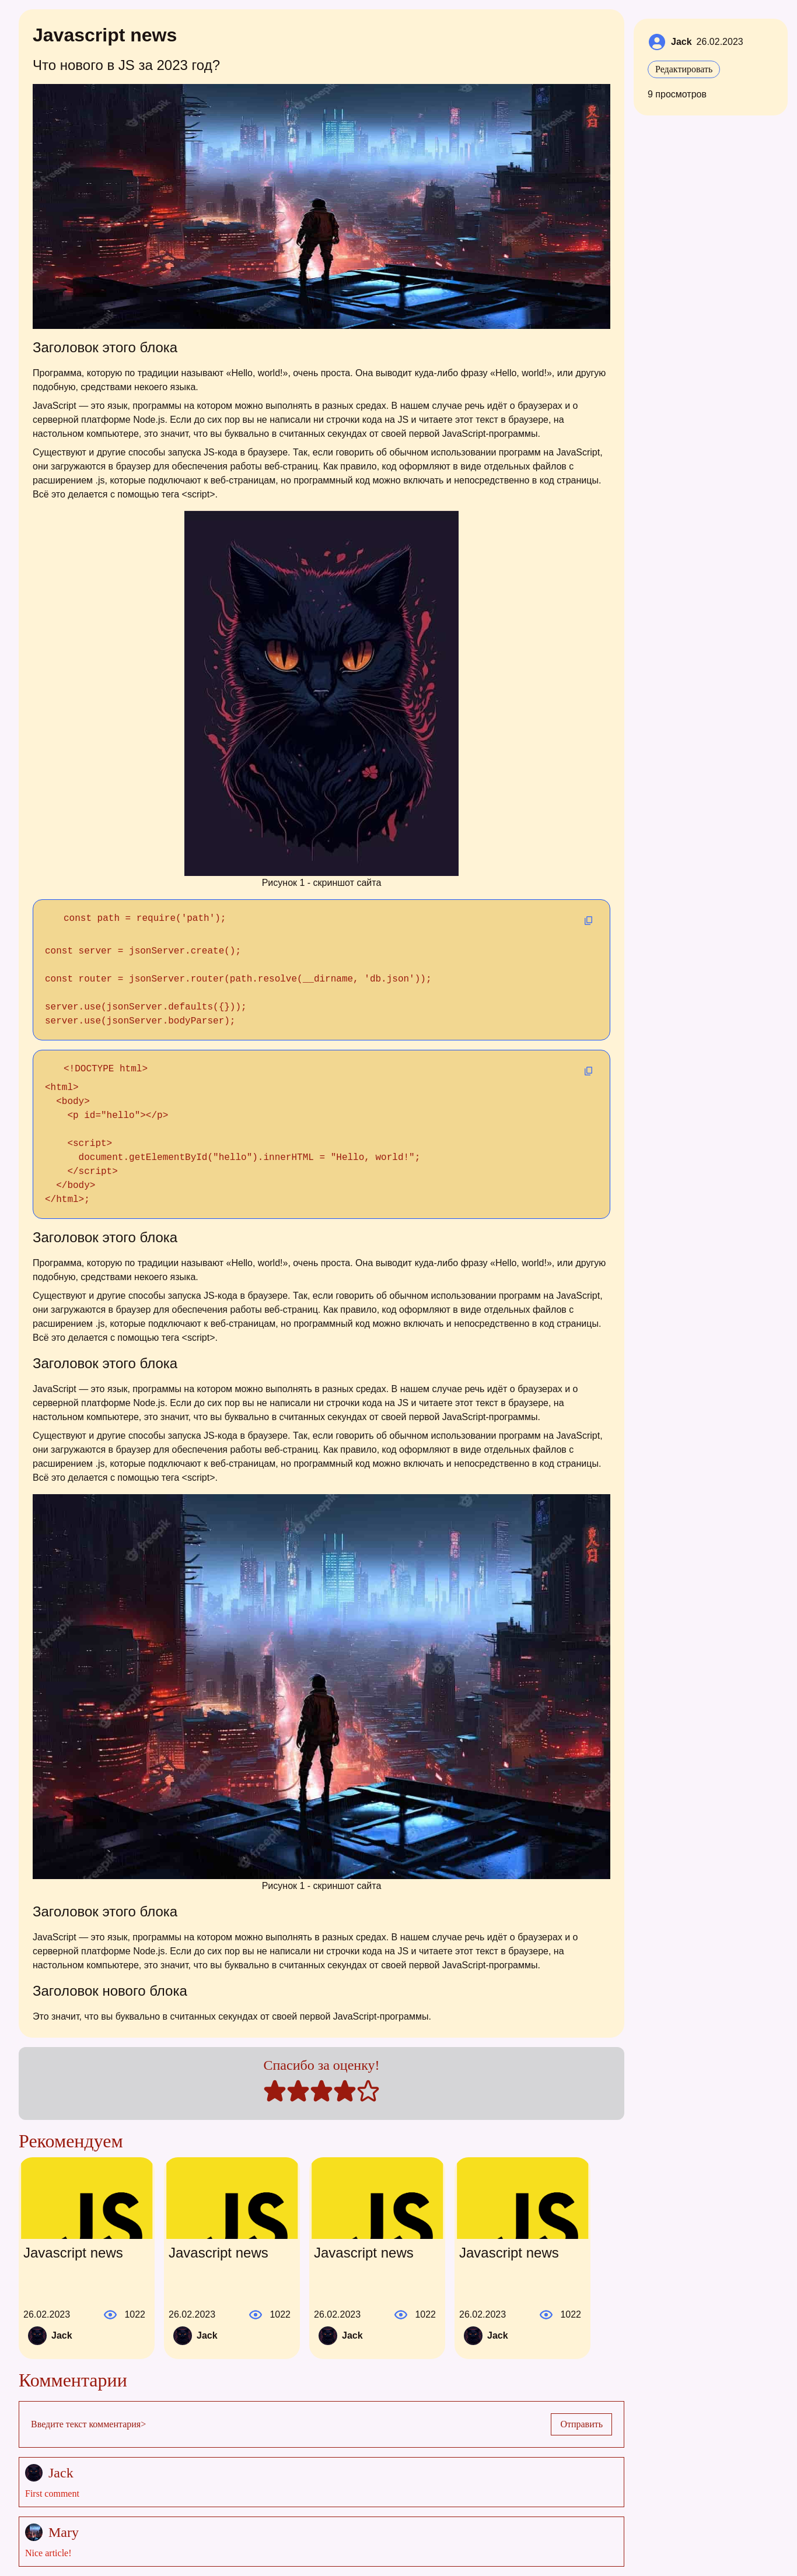 Javascript news
Что нового в JS за 2023 год?
Заголовок этого блока
Программа, которую по традиции называют «Hello, world!», очень проста. Она выводит куда-либо фразу «Hello, world!», или другую
подобную, средствами некоего языка.
JavaScript — это язык, программы на котором можно выполнять в разных средах. В нашем случае речь идёт о браузерах и о
серверной платформе Node.js. Если до сих пор вы не написали ни строчки кода на JS и читаете этот текст в браузере, на
настольном компьютере, это значит, что вы буквально в считанных секундах от своей первой JavaScript-программы.
Существуют и другие способы запуска JS-кода в браузере. Так, если говорить об обычном использовании программ на JavaScript,
они загружаются в браузер для обеспечения работы веб-страниц. Как правило, код оформляют в виде отдельных файлов с
расширением .js, которые подключают к веб-страницам, но программный код можно включать и непосредственно в код страницы.
Всё это делается с помощью тега <script>.
Рисунок 1 - скриншот сайта
const path = require('path');
const server = jsonServer.create();
const router = jsonServer.router(path.resolve(__dirname, 'db.json'));
server.use(jsonServer.defaults({}));
server.use(jsonServer.bodyParser);
<!DOCTYPE html>
<html>
<body>
<p id="hello"></p>
<script>
document.getElementById("hello").innerHTML = "Hello, world!";
</script>
</body>
</html>;
Заголовок этого блока
Программа, которую по традиции называют «Hello, world!», очень проста. Она выводит куда-либо фразу «Hello, world!», или другую
подобную, средствами некоего языка.
Существуют и другие способы запуска JS-кода в браузере. Так, если говорить об обычном использовании программ на JavaScript,
они загружаются в браузер для обеспечения работы веб-страниц. Как правило, код оформляют в виде отдельных файлов с
расширением .js, которые подключают к веб-страницам, но программный код можно включать и непосредственно в код страницы.
Всё это делается с помощью тега <script>.
Заголовок этого блока
JavaScript — это язык, программы на котором можно выполнять в разных средах. В нашем случае речь идёт о браузерах и о
серверной платформе Node.js. Если до сих пор вы не написали ни строчки кода на JS и читаете этот текст в браузере, на
настольном компьютере, это значит, что вы буквально в считанных секундах от своей первой JavaScript-программы.
Существуют и другие способы запуска JS-кода в браузере. Так, если говорить об обычном использовании программ на JavaScript,
они загружаются в браузер для обеспечения работы веб-страниц. Как правило, код оформляют в виде отдельных файлов с
расширением .js, которые подключают к веб-страницам, но программный код можно включать и непосредственно в код страницы.
Всё это делается с помощью тега <script>.
Рисунок 1 - скриншот сайта
Заголовок этого блока
JavaScript — это язык, программы на котором можно выполнять в разных средах. В нашем случае речь идёт о браузерах и о
серверной платформе Node.js. Если до сих пор вы не написали ни строчки кода на JS и читаете этот текст в браузере, на
настольном компьютере, это значит, что вы буквально в считанных секундах от своей первой JavaScript-программы.
Заголовок нового блока
Это значит, что вы буквально в считанных секундах от своей первой JavaScript-программы.
Спасибо за оценку!
Рекомендуем
JS JS JS JS
Javascript news Javascript news Javascript news Javascript news
26.02.2023 1022 26.02.2023 1022 26.02.2023 1022 26.02.2023 1022
Jack Jack Jack Jack
Комментарии
Введите текст комментария> Отправить
Jack
First comment
Mary
Nice article!
Jack 26.02.2023
Редактировать
9 просмотров